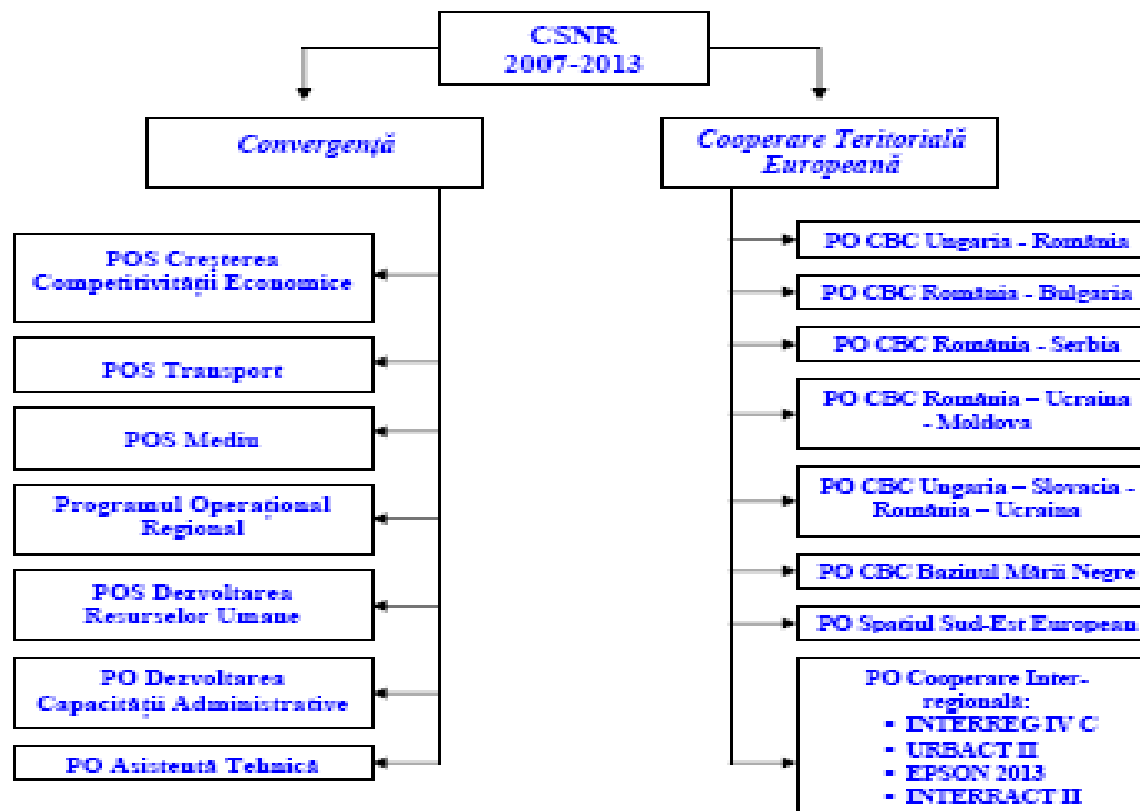 CSNR
2007-2013
Convergență
Cooperare Teritorială
Europeană
POS Creșterea
Competitivității Economice
POS Transport
POS Mediu
Programul Operațional
Regional
POS Dezvoltarea
Resurselor Umane
PO Dezvoltarea
Capacității Administrative
PO Asistență Tehnică
PO CBC Ungaria - România
PO CBC România - Bulgaria
PO CBC România - Serbia
PO CBC România – Ucraina
- Moldova
PO CBC Ungaria – Slovacia -
România – Ucraina
PO CBC Bazinul Mării Negre
PO Spațiul Sud-Est European
PO Cooperare Inter-
regională:
▪ INTERREG IV C
▪ URBACT II
▪ EPSON 2013
▪ INTERRACT II